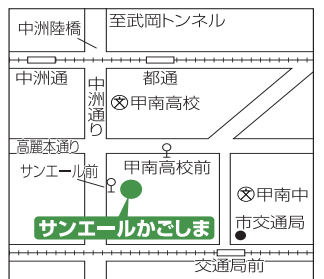 至武岡トンネル
中洲陸橋
中洲通
都通
中洲通り
甲南高校
高麗本通り
甲南高校前
サンエール前
甲南中
市交通局
サンエールかごしま
交通局前